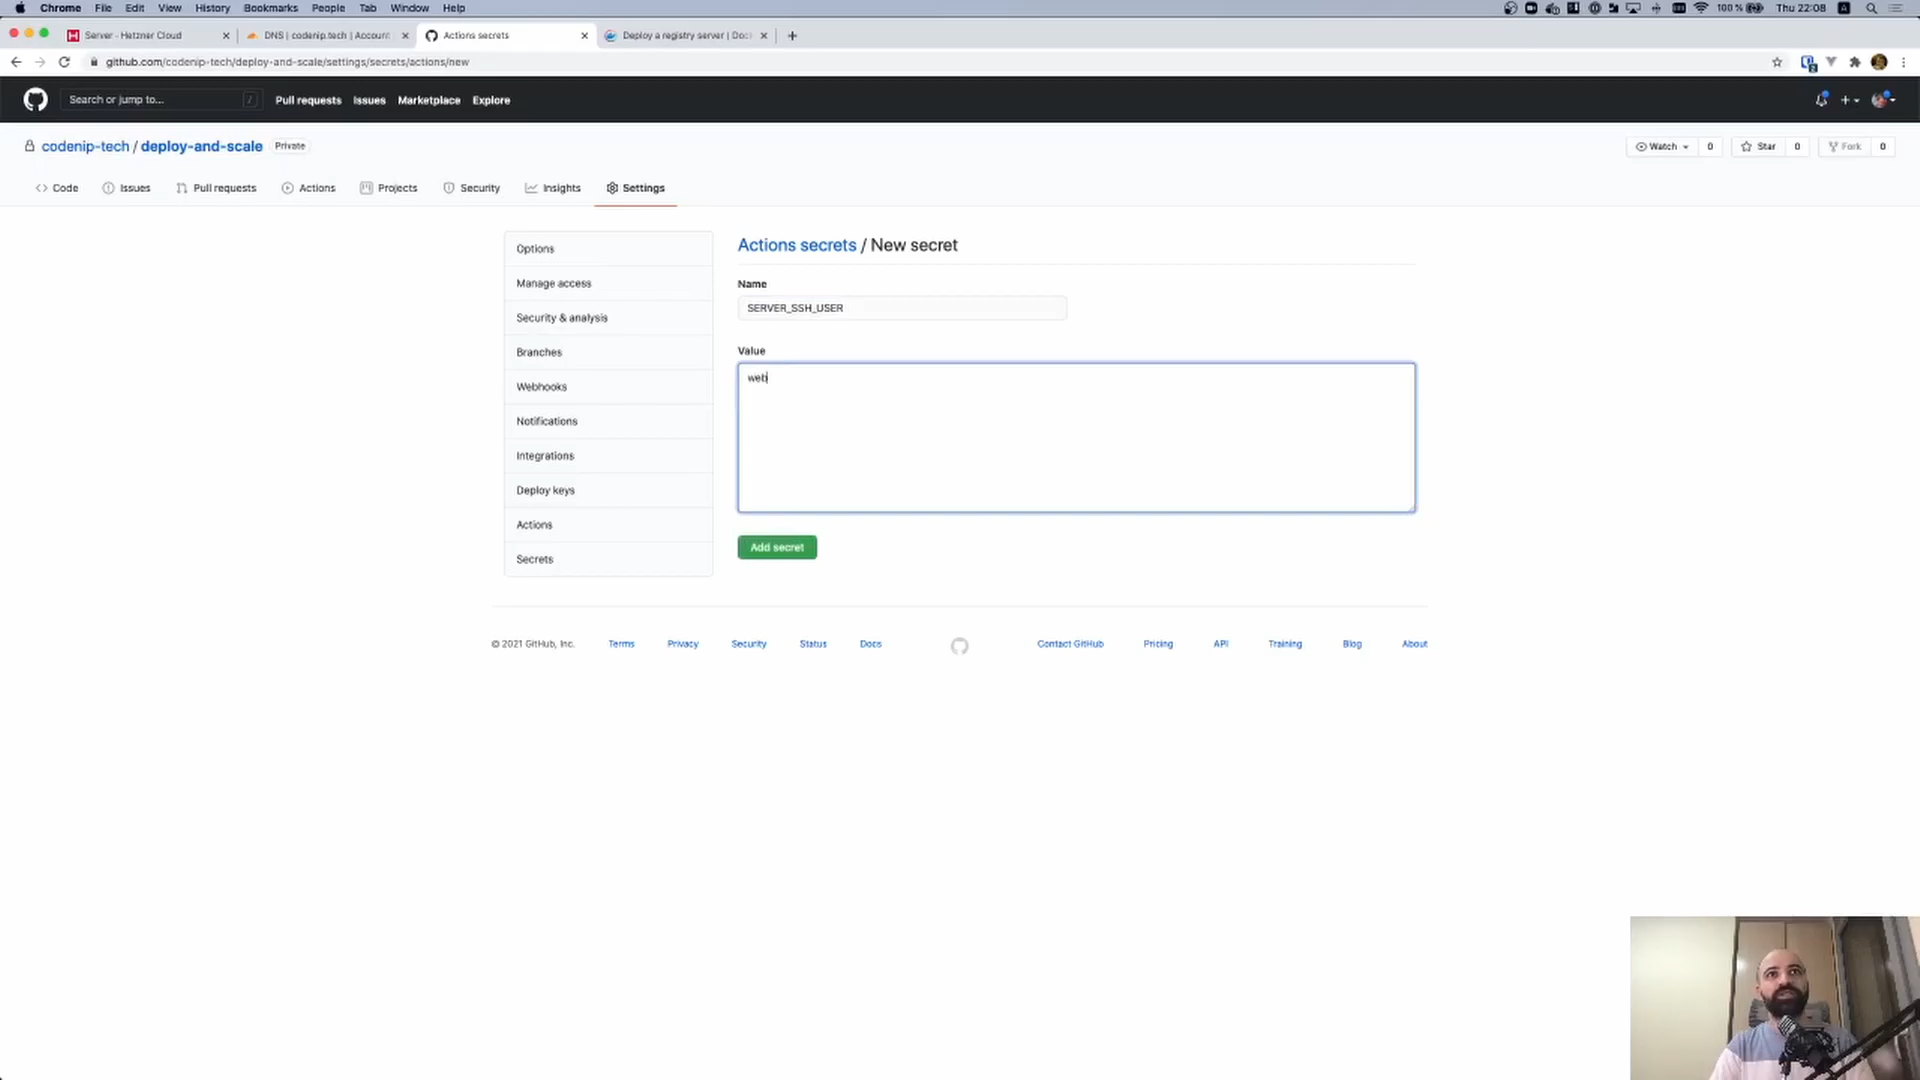 Chrome File Edit View History Bookmarks People Tab Window Help 100 % Thu 22:08
Server - Hetzner Cloud DNS | codenip.tech | Account Actions secrets Deploy a registry server | Doc
github.com/codenip-tech/deploy-and-scale/settings/secrets/actions/new
Search or jump to... / Pull requests Issues Marketplace Explore
codenip-tech / deploy-and-scale Private Watch 0 Star 0 Fork 0
Code Issues Pull requests Actions Projects Security Insights Settings
Options
Manage access
Security & analysis
Branches
Webhooks
Notifications
Integrations
Deploy keys
Actions
Secrets
Actions secrets / New secret
Name
SERVER_SSH_USER
Value
web
Add secret
© 2021 GitHub, Inc. Terms Privacy Security Status Docs Contact GitHub Pricing API Training Blog About